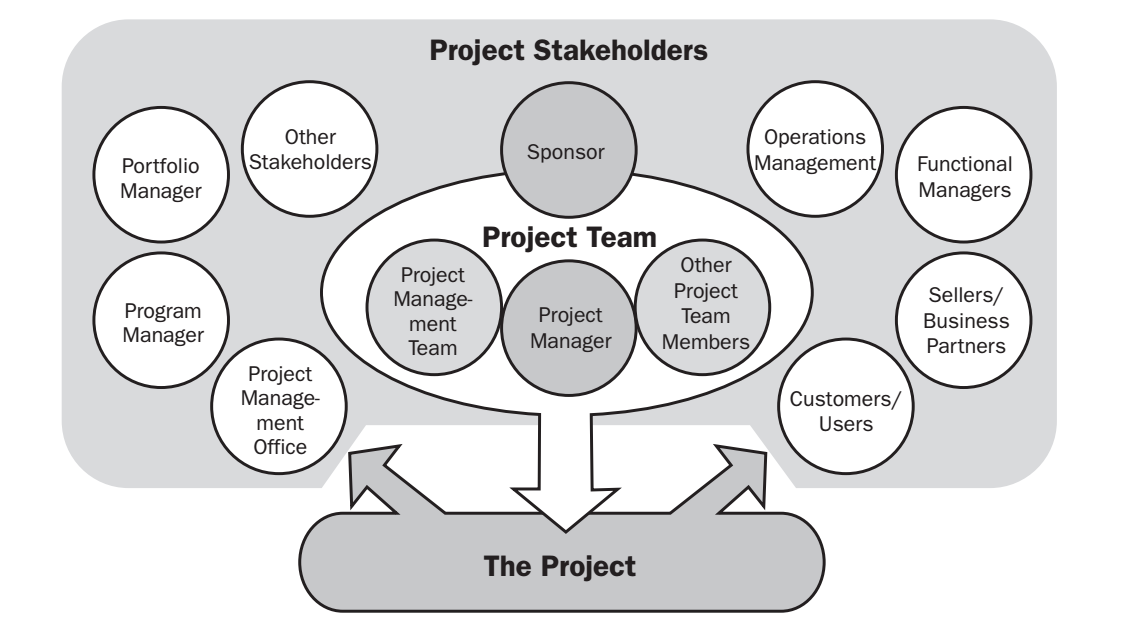 Project Stakeholders
Portfolio
Manager
Other
Stakeholders
Sponsor
Operations
Management
Functional
Managers
Project Team
Program
Manager
Project
Manage-
ment
Team
Project
Manager
Other
Project
Team
Members
Sellers/
Business
Partners
Project
Manage-
ment
Office
Customers/
Users
The Project